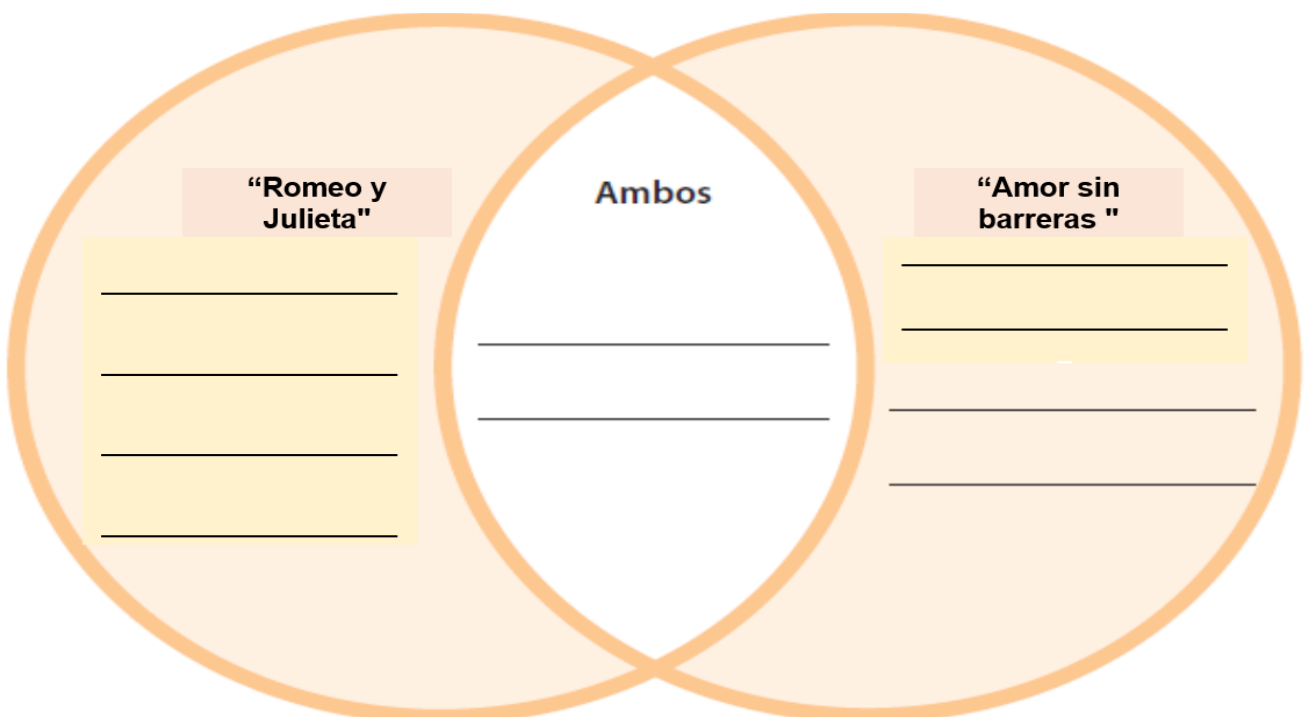 “Romeo y
Julieta"
Ambos
“Amor sin
barreras "